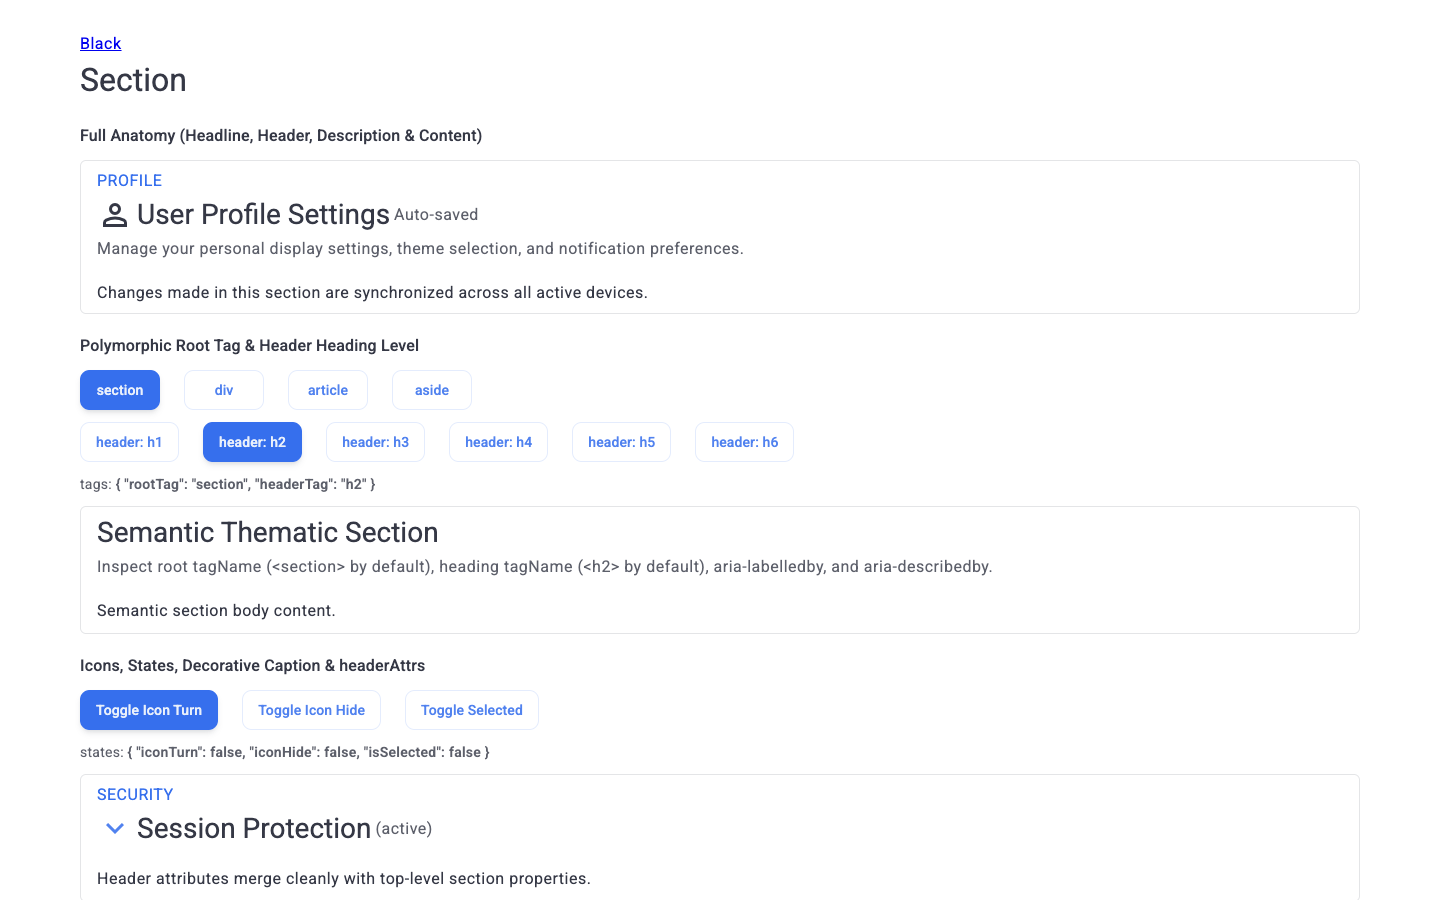 Black
Section
Full Anatomy (Headline, Header, Description & Content)
PROFILE
User Profile Settings Auto-saved
Manage your personal display settings, theme selection, and notification preferences.
Changes made in this section are synchronized across all active devices.
Polymorphic Root Tag & Header Heading Level
section div article aside
header: h1 header: h2 header: h3 header: h4 header: h5 header: h6
tags: { "rootTag": "section", "headerTag": "h2" }
Semantic Thematic Section
Inspect root tagName (<section> by default), heading tagName (<h2> by default), aria-labelledby, and aria-describedby.
Semantic section body content.
Icons, States, Decorative Caption & headerAttrs
Toggle Icon Turn Toggle Icon Hide Toggle Selected
states: { "iconTurn": false, "iconHide": false, "isSelected": false }
SECURITY
Session Protection (active)
Header attributes merge cleanly with top-level section properties.